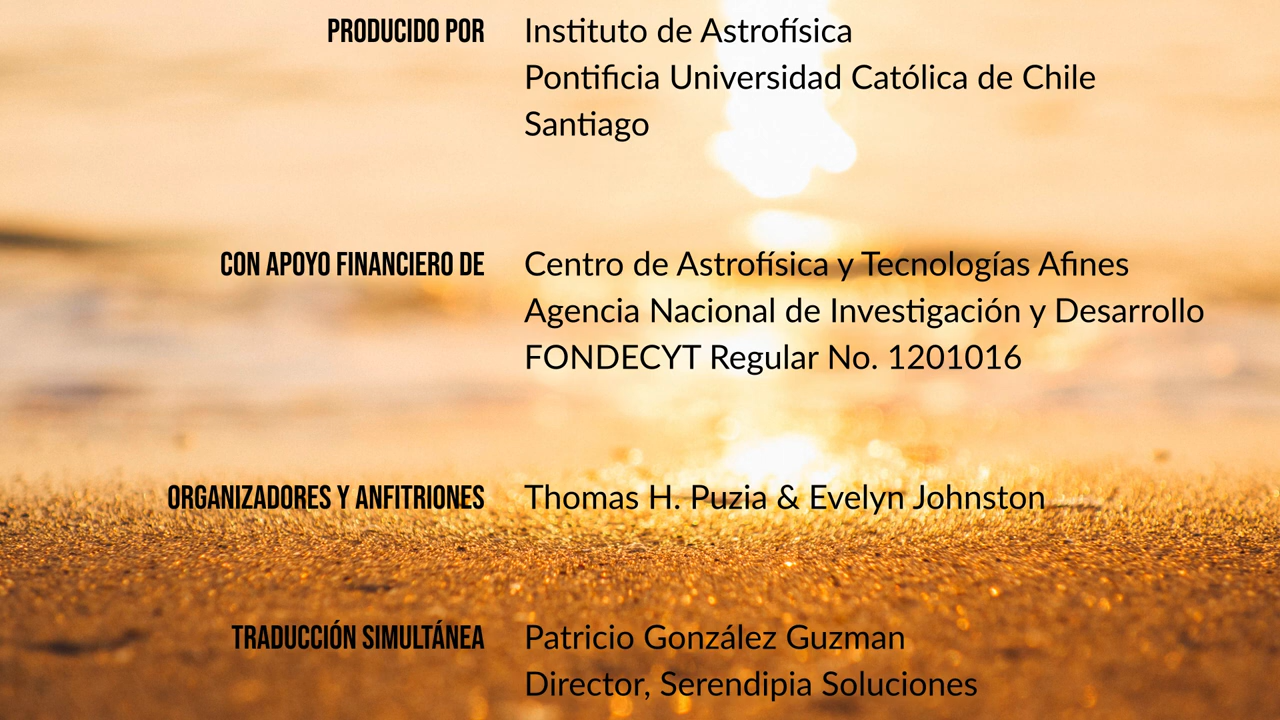 PRODUCIDO POR Instituto de Astrofísica
Pontificia Universidad Católica de Chile
Santiago
CON APOYO FINANCIERO DE Centro de Astrofísica y Tecnologías Afines
Agencia Nacional de Investigación y Desarrollo
FONDECYT Regular No. 1201016
ORGANIZADORES Y ANFITRIONES Thomas H. Puzia & Evelyn Johnston
TRADUCCIÓN SIMULTÁNEA Patricio González Guzman
Director, Serendipia Soluciones